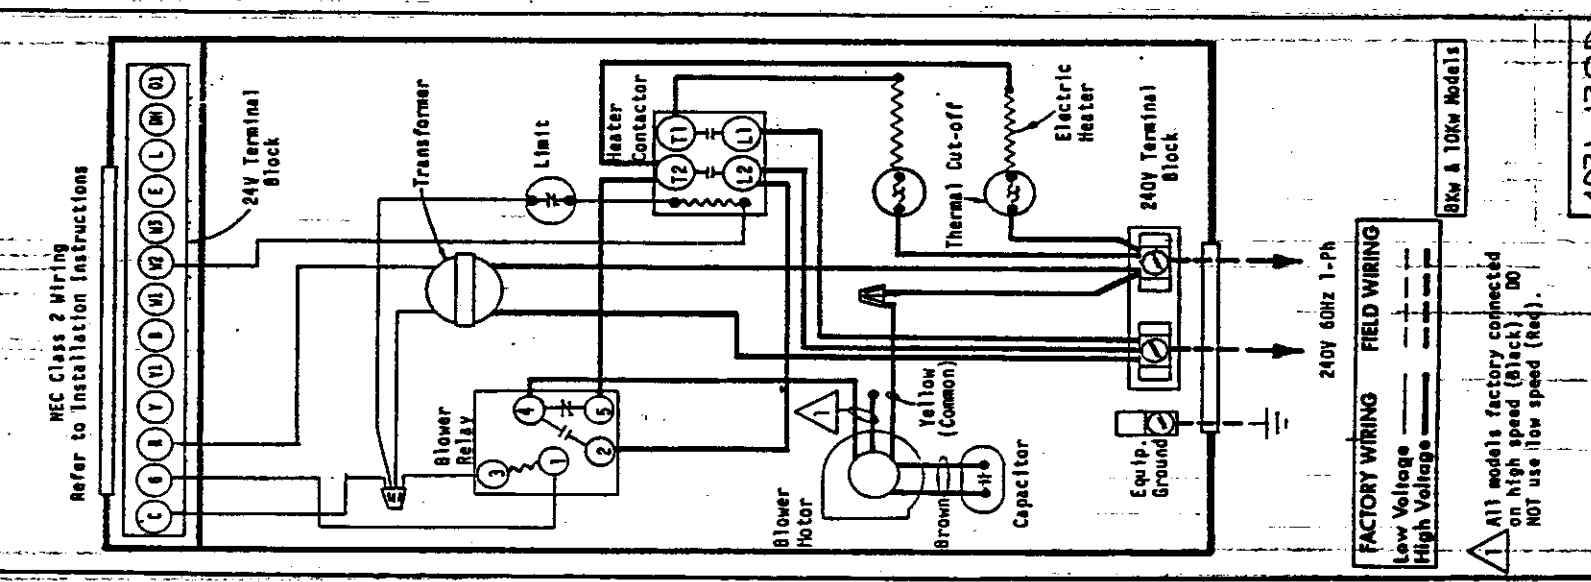 NEC Class 2 Wiring
Refer to Installation Instructions
C
G
R
Y
Y1
B
W1
W2
W3
E
L
DH
O1
24V Terminal
Block
Transformer
Limit
Heater
Contactor
T1
L1
T2
L2
Blower
Relay
4
5
3
1
2
Electric
Heater
Thermal Cut-off
240V Terminal
Block
1
Yellow
(Common)
Blower
Motor
Brown
Capacitor
Equip.
Ground
240V 60Hz 1-Ph
FACTORY WIRING
FIELD WIRING
Low Voltage
High Voltage
8Kw & 10Kw Models
1
All models factory connected
on high speed (Black). DO
NOT use low speed (Red).